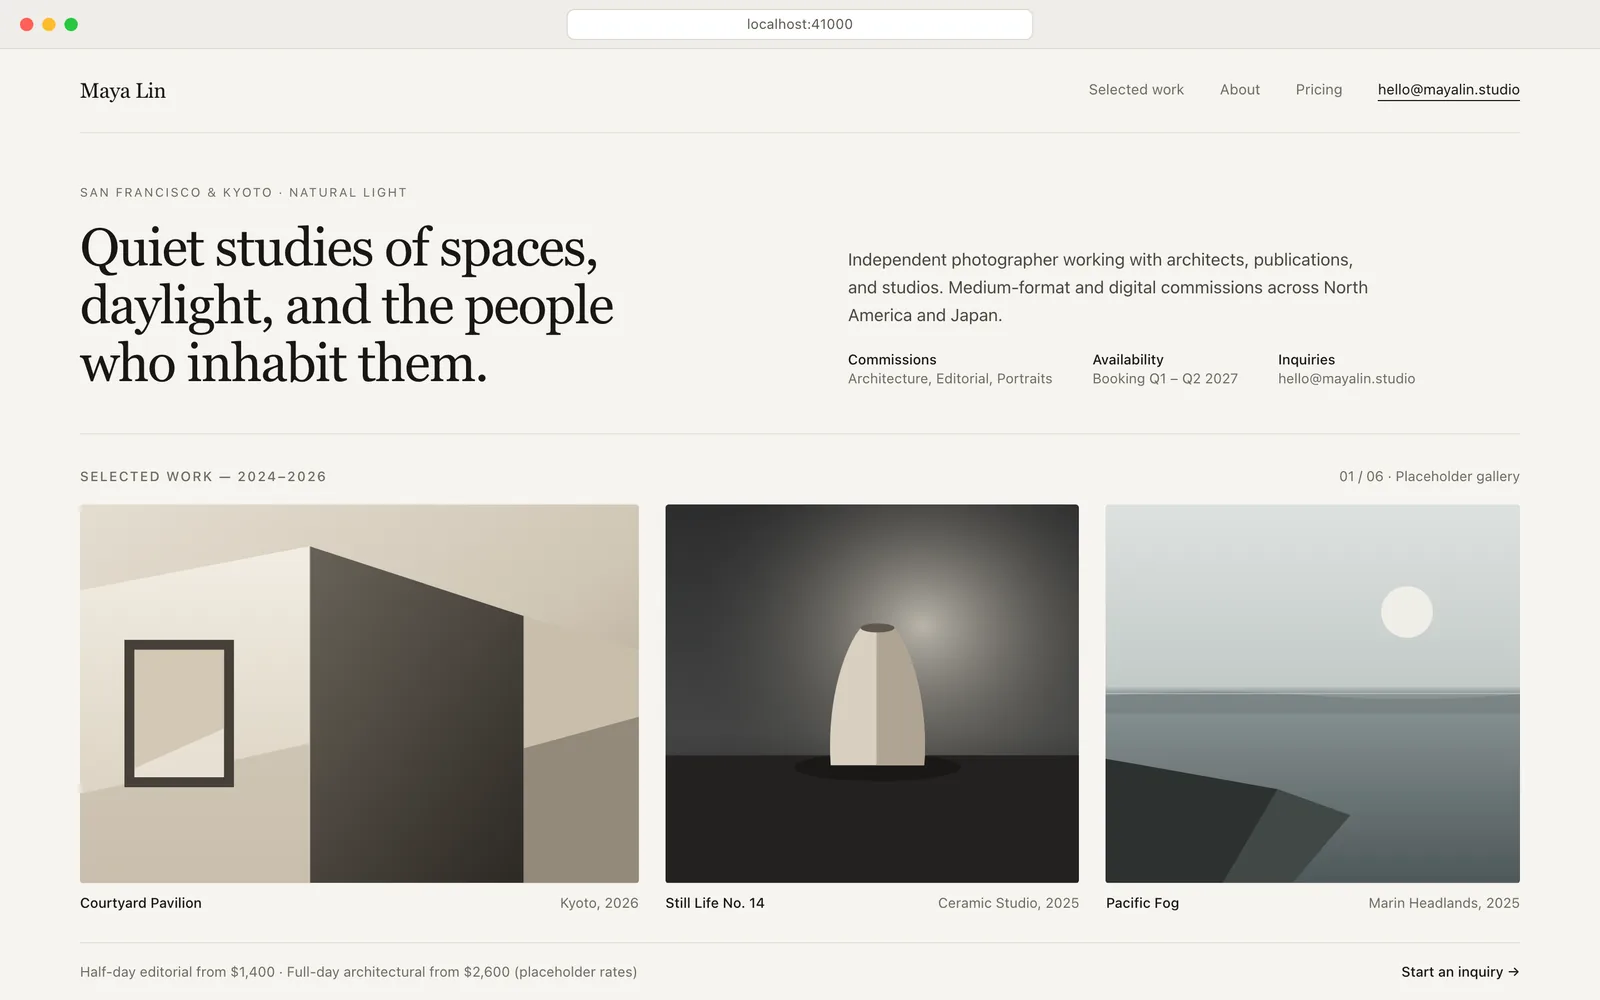 localhost:41000
Maya Lin
Selected work
About
Pricing
hello@mayalin.studio
SAN FRANCISCO & KYOTO · NATURAL LIGHT
Quiet studies of spaces,
daylight, and the people
who inhabit them.
Independent photographer working with architects, publications,
and studios. Medium-format and digital commissions across North
America and Japan.
Commissions
Architecture, Editorial, Portraits
Availability
Booking Q1 – Q2 2027
Inquiries
hello@mayalin.studio
SELECTED WORK — 2024–2026
01 / 06 · Placeholder gallery
Courtyard Pavilion
Kyoto, 2026
Still Life No. 14
Ceramic Studio, 2025
Pacific Fog
Marin Headlands, 2025
Half-day editorial from $1,400 · Full-day architectural from $2,600 (placeholder rates)
Start an inquiry →